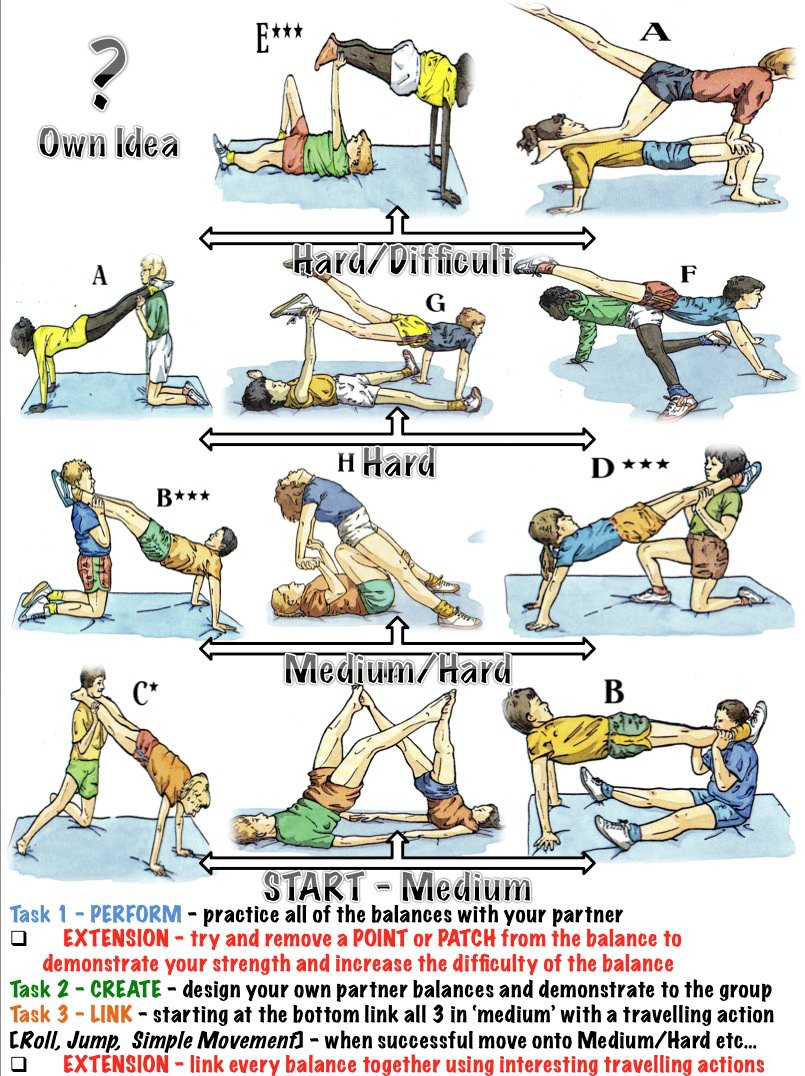 ?
Own Idea
E***
A
Hard/Difficult
A
G
F
Hard
B***
H
D ***
Medium/Hard
C*
B
START - Medium
Task 1 - PERFORM - practice all of the balances with your partner
❑ EXTENSION - try and remove a POINT or PATCH from the balance to
demonstrate your strength and increase the difficulty of the balance
Task 2 - CREATE - design your own partner balances and demonstrate to the group
Task 3 - LINK - starting at the bottom link all 3 in 'medium' with a travelling action
[Roll, Jump, Simple Movement] - when successful move onto Medium/Hard etc...
❑ EXTENSION - link every balance together using interesting travelling actions